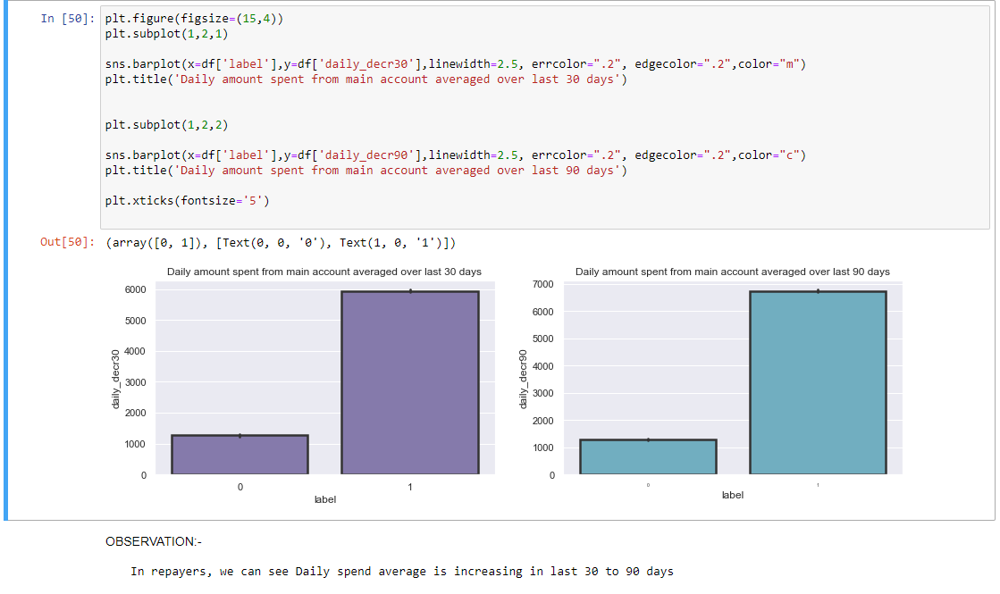 In [50]:
plt.figure(figsize=(15,4))
plt.subplot(1,2,1)
sns.barplot(x=df['label'],y=df['daily_decr30'],linewidth=2.5, errcolor=".2", edgecolor=".2",color="m")
plt.title('Daily amount spent from main account averaged over last 30 days')
plt.subplot(1,2,2)
sns.barplot(x=df['label'],y=df['daily_decr90'],linewidth=2.5, errcolor=".2", edgecolor=".2",color="c")
plt.title('Daily amount spent from main account averaged over last 90 days')
plt.xticks(fontsize='5')
Out[50]:
(array([0, 1]), [Text(0, 0, '0'), Text(1, 0, '1')])
Daily amount spent from main account averaged over last 30 days
6000
5000
4000
3000
2000
1000
0
daily_decr30
0
1
label
Daily amount spent from main account averaged over last 90 days
7000
6000
5000
4000
3000
2000
1000
0
daily_decr90
0
1
label
OBSERVATION:-
In repayers, we can see Daily spend average is increasing in last 30 to 90 days